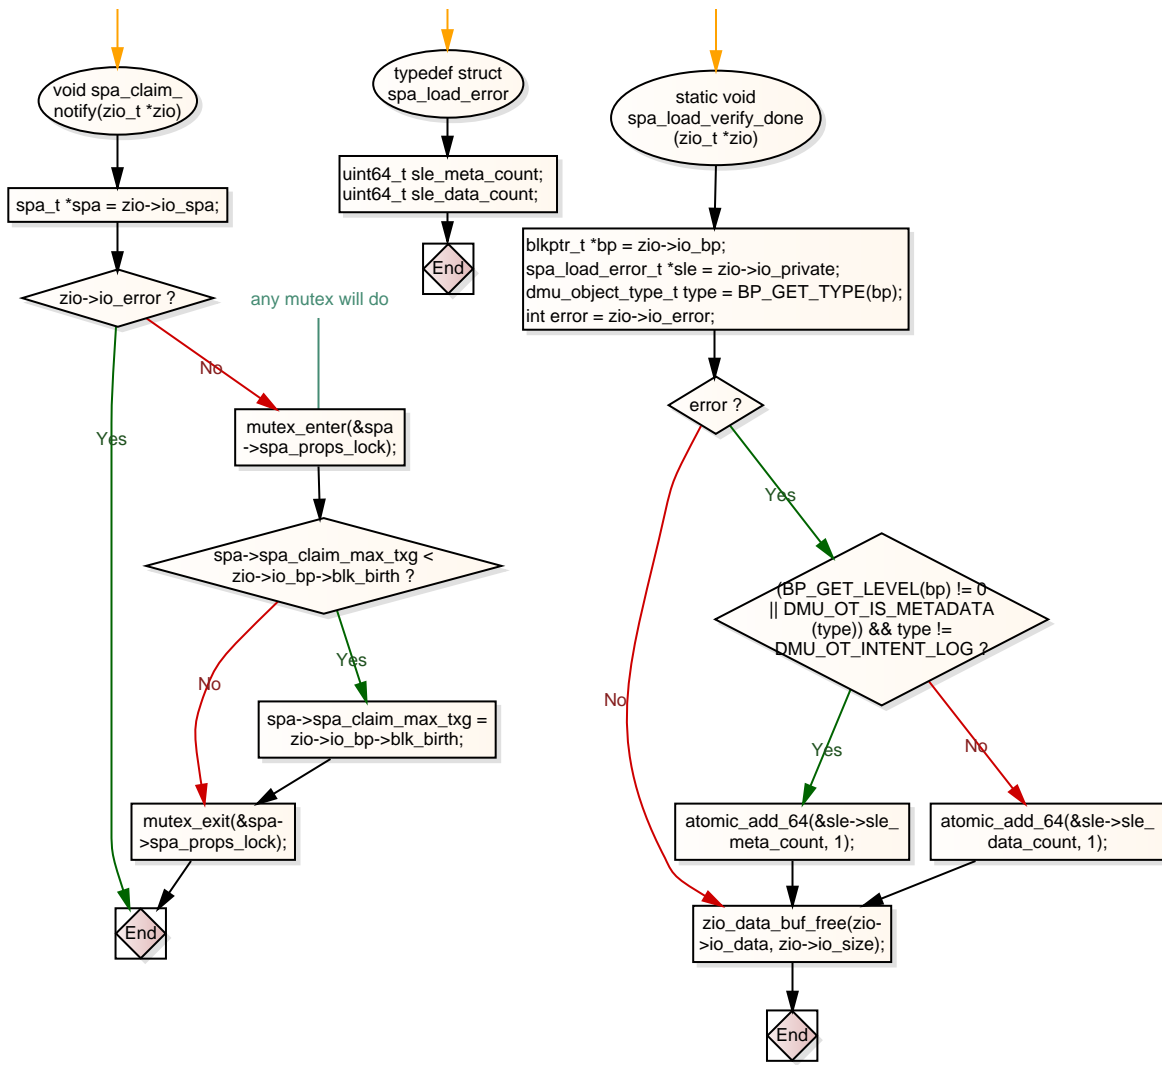 void spa_claim_
notify(zio_t *zio)
spa_t *spa = zio->io_spa;
zio->io_error ?
Yes
No
any mutex will do
mutex_enter(&spa
->spa_props_lock);
spa->spa_claim_max_txg <
zio->io_bp->blk_birth ?
No
Yes
spa->spa_claim_max_txg =
zio->io_bp->blk_birth;
mutex_exit(&spa-
>spa_props_lock);
End
typedef struct
spa_load_error
uint64_t sle_meta_count;
uint64_t sle_data_count;
End
static void
spa_load_verify_done
(zio_t *zio)
blkptr_t *bp = zio->io_bp;
spa_load_error_t *sle = zio->io_private;
dmu_object_type_t type = BP_GET_TYPE(bp);
int error = zio->io_error;
error ?
No
Yes
(BP_GET_LEVEL(bp) != 0
|| DMU_OT_IS_METADATA
(type)) && type !=
DMU_OT_INTENT_LOG ?
Yes
No
atomic_add_64(&sle->sle_
meta_count, 1);
atomic_add_64(&sle->sle_
data_count, 1);
zio_data_buf_free(zio-
>io_data, zio->io_size);
End